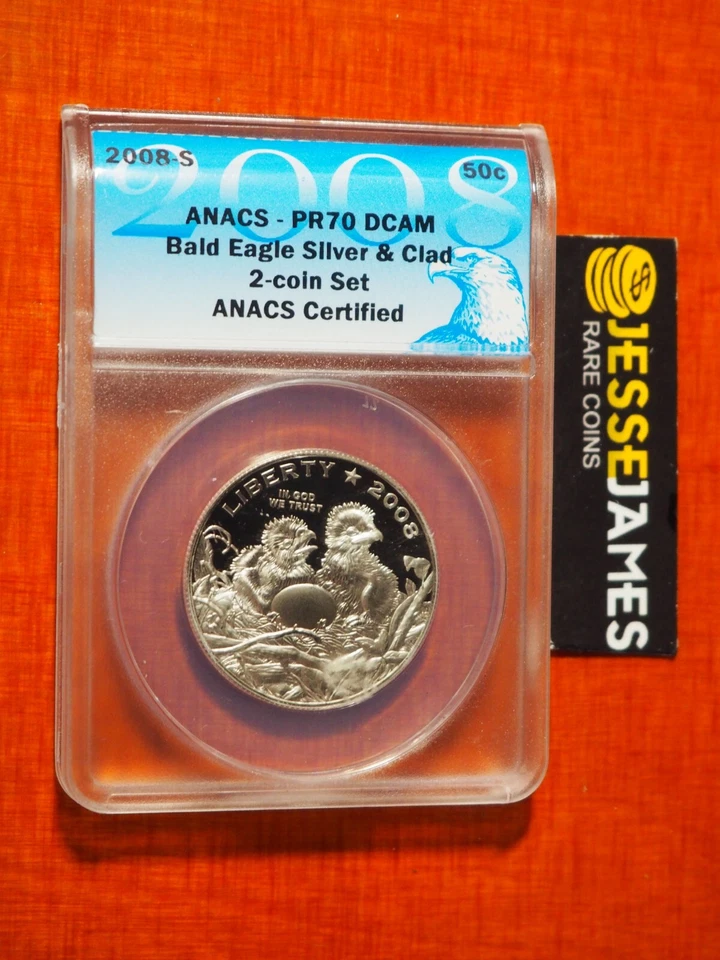 2008
2008-S
50c
ANACS - PR70 DCAM
Bald Eagle Silver & Clad
2-coin Set
ANACS Certified
LIBERTY ★ 2008
IN GOD
WE TRUST
$
JESSEJAMES
RARE COINS